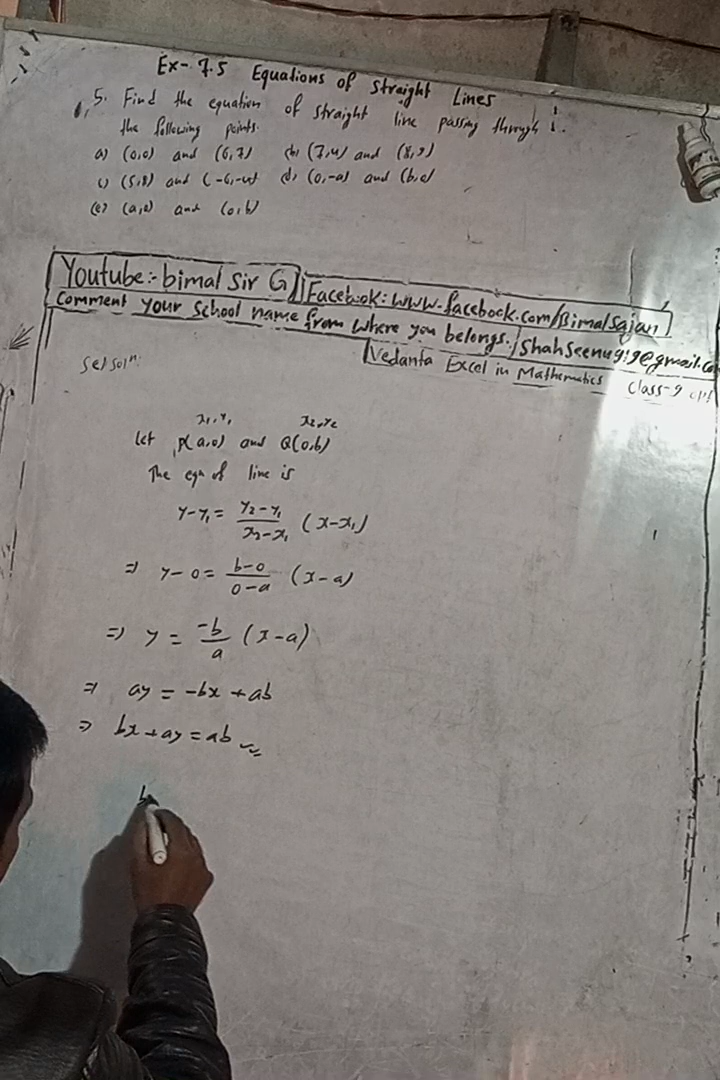 Ex-7.5 Equations of Straight Lines
5. Find the equation of straight line passing through
the following points.
a) (0,0) and (6,7) (b) (7,4) and (8,9)
c) (5,8) and (-6,-4) (d) (0,-a) and (b,0)
(e) (a,0) and (0,b)
Youtube:- bimal Sir G
Facebook: www.facebook.com/Bimalsajan
Comment your School name from where you belongs.
Shahseenu919@gmail.co
Vedanta Excel in Mathematics Class-9 opt
Solⁿ:
x₁,y₁ x₂,y₂
Let P(a,0) and Q(0,b)
The eqn of line is
y-y₁ = y₂-y₁/x₂-x₁ (x-x₁)
⇒ y-0 = b-0/0-a (x-a)
⇒ y = -b/a (x-a)
⇒ ay = -bx + ab
⇒ bx + ay = ab
b